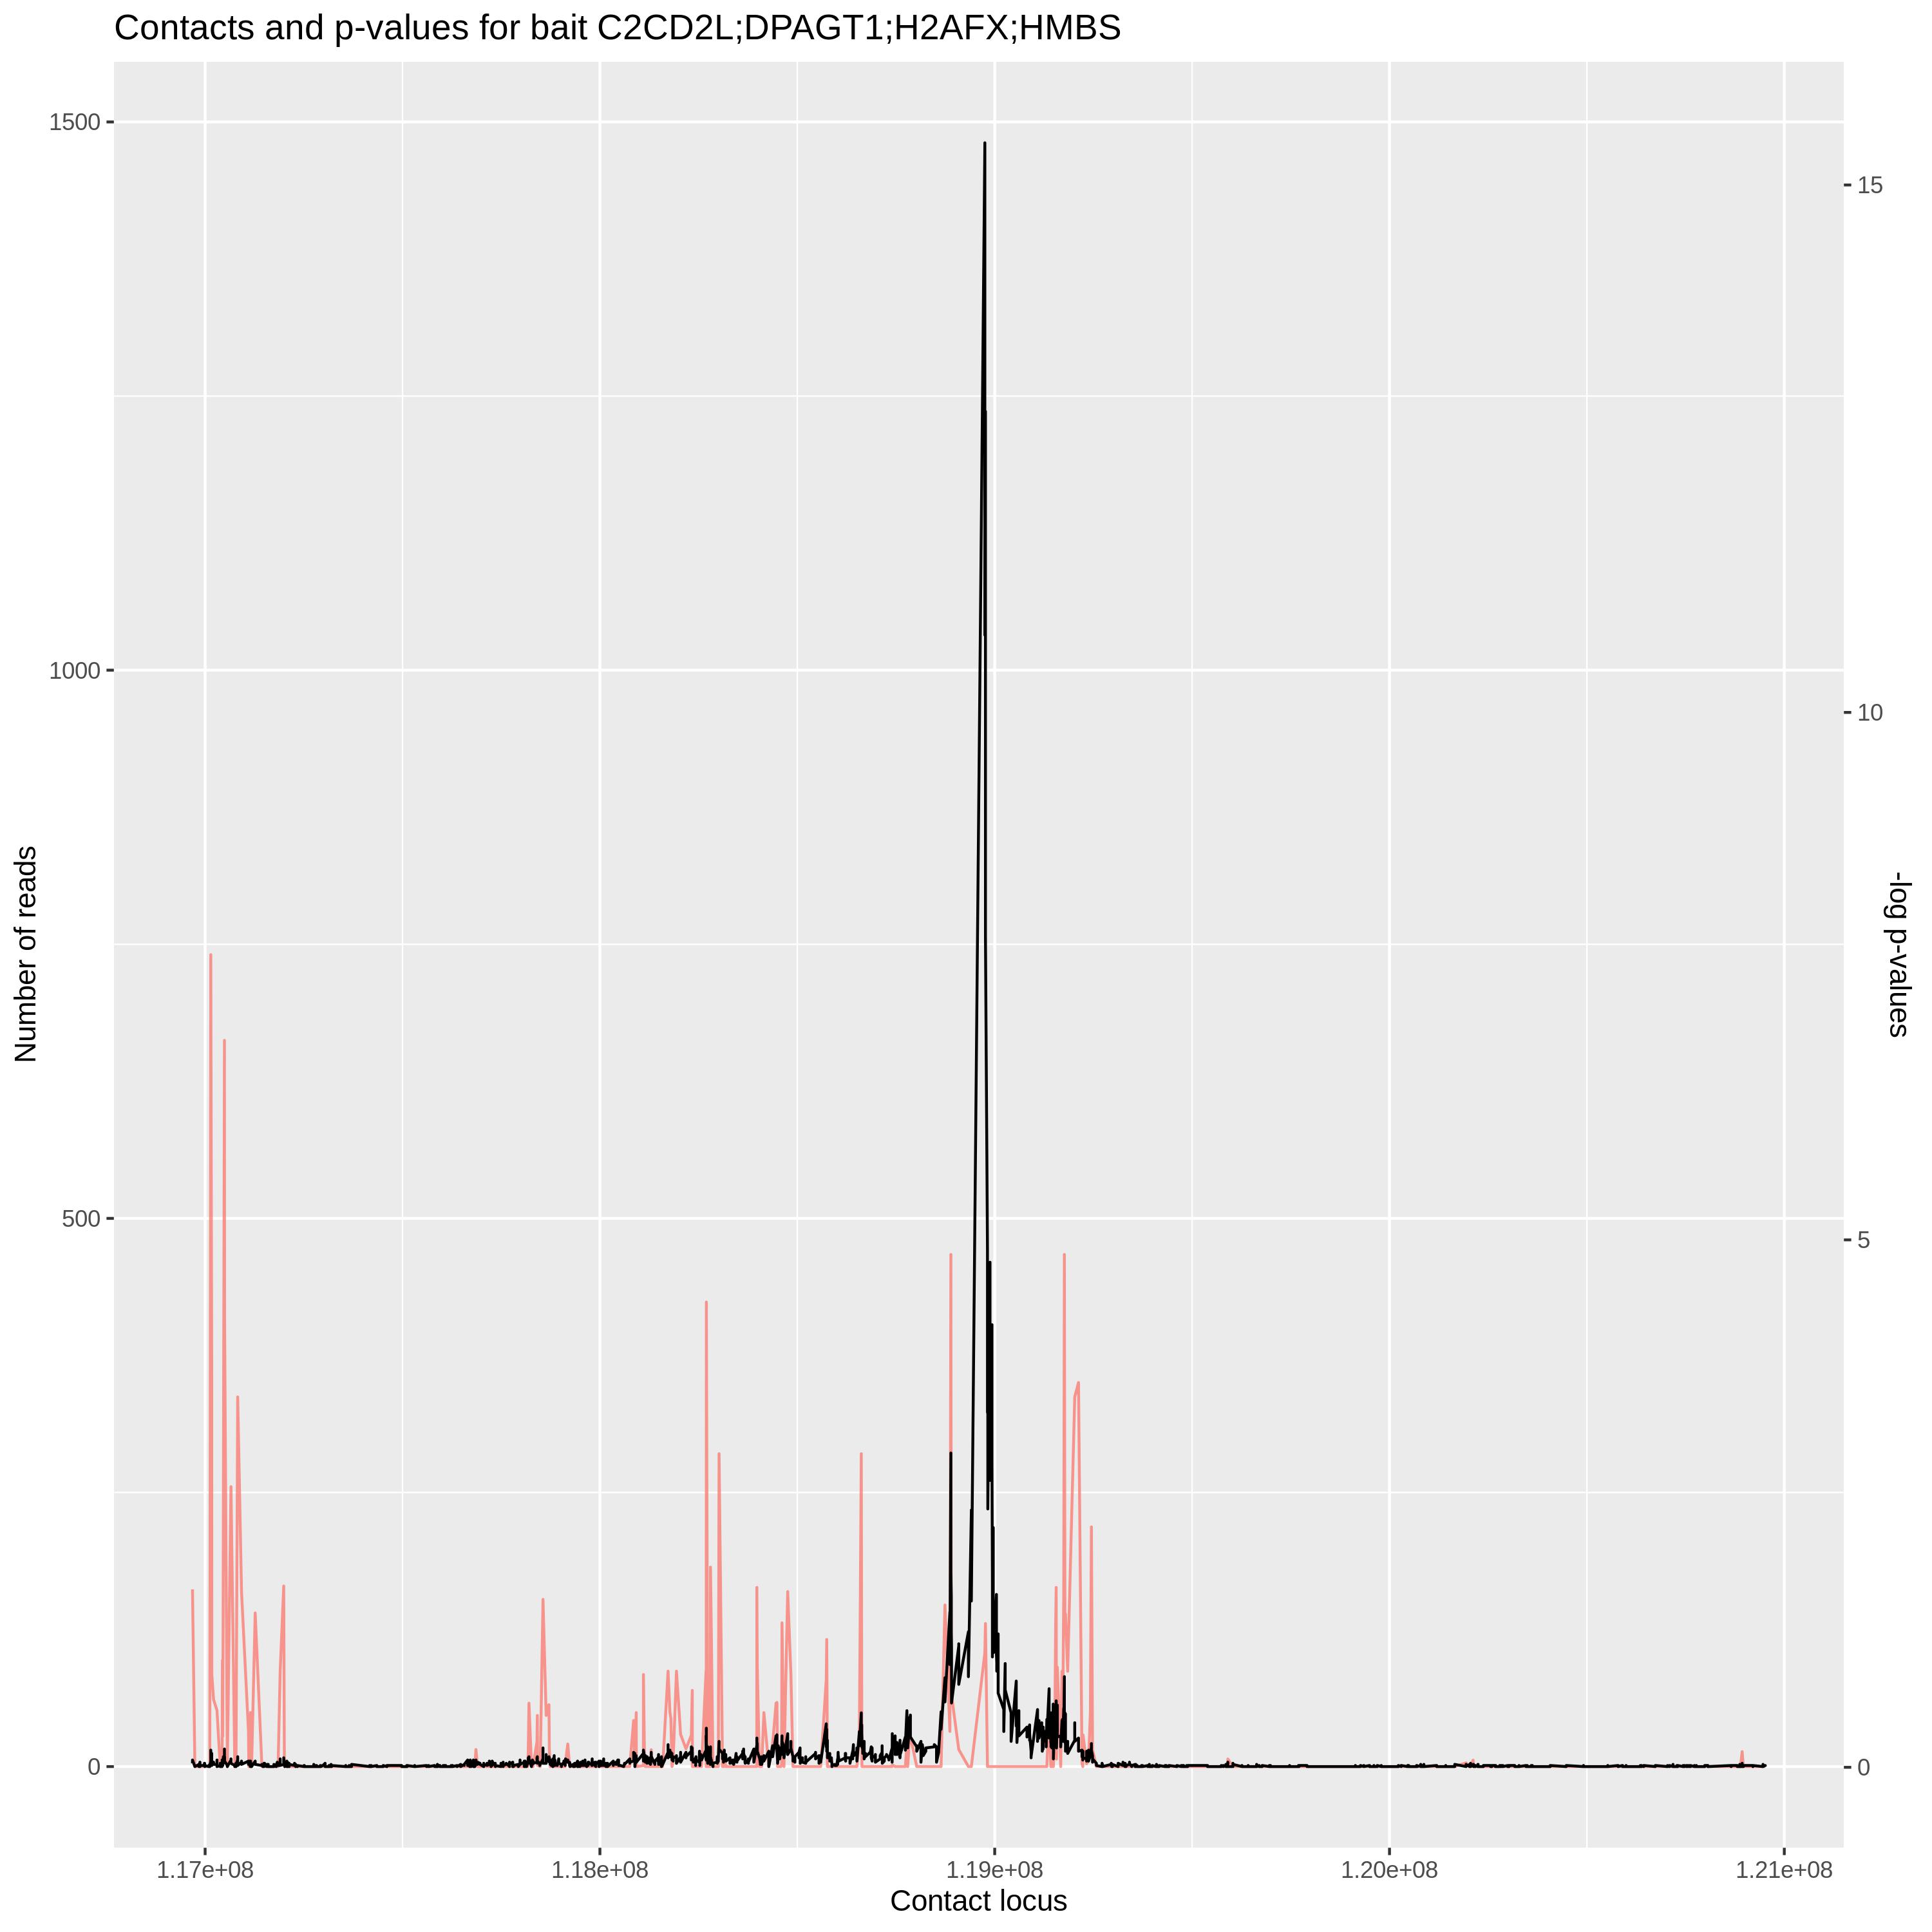 Contacts and p-values for bait C2CD2L;DPAGT1;H2AFX;HMBS
1500
1000
500
0
Number of reads
15
10
5
0
-log p-values
1.17e+08
1.18e+08
1.19e+08
1.20e+08
1.21e+08
Contact locus